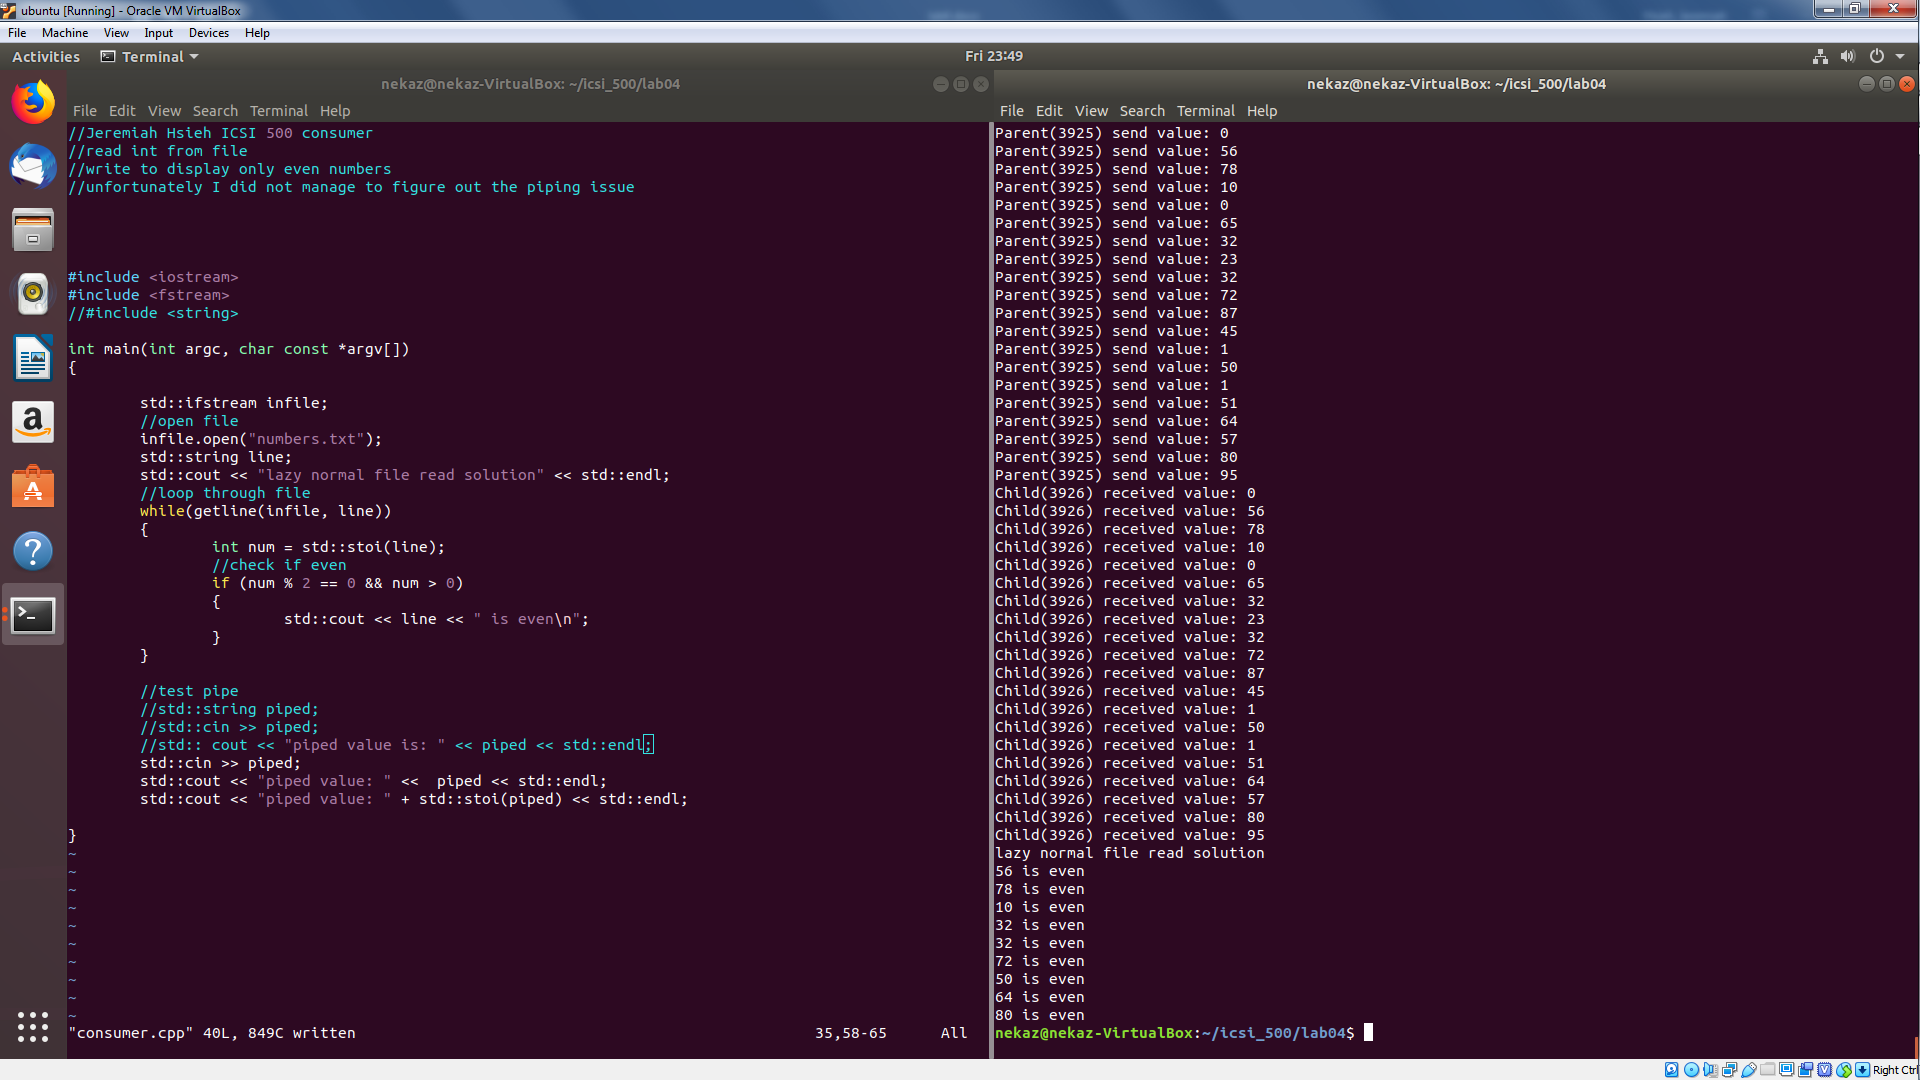 ubuntu [Running] - Oracle VM VirtualBox
File Machine View Input Devices Help
Activities Terminal Fri 23:49
nekaz@nekaz-VirtualBox: ~/icsi_500/lab04
File Edit View Search Terminal Help
//Jeremiah Hsieh ICSI 500 consumer
//read int from file
//write to display only even numbers
//unfortunately I did not manage to figure out the piping issue
#include <iostream>
#include <fstream>
//#include <string>
int main(int argc, char const *argv[])
{
std::ifstream infile;
//open file
infile.open("numbers.txt");
std::string line;
std::cout << "lazy normal file read solution" << std::endl;
//loop through file
while(getline(infile, line))
{
int num = std::stoi(line);
//check if even
if (num % 2 == 0 && num > 0)
{
std::cout << line << " is even\n";
}
}
//test pipe
//std::string piped;
//std::cin >> piped;
//std:: cout << "piped value is: " << piped << std::endl;
std::cin >> piped;
std::cout << "piped value: " <<  piped << std::endl;
std::cout << "piped value: " + std::stoi(piped) << std::endl;
}
~
~
~
~
~
~
~
~
~
~
"consumer.cpp" 40L, 849C written 35,58-65 All
nekaz@nekaz-VirtualBox: ~/icsi_500/lab04
File Edit View Search Terminal Help
Parent(3925) send value: 0
Parent(3925) send value: 56
Parent(3925) send value: 78
Parent(3925) send value: 10
Parent(3925) send value: 0
Parent(3925) send value: 65
Parent(3925) send value: 32
Parent(3925) send value: 23
Parent(3925) send value: 32
Parent(3925) send value: 72
Parent(3925) send value: 87
Parent(3925) send value: 45
Parent(3925) send value: 1
Parent(3925) send value: 50
Parent(3925) send value: 1
Parent(3925) send value: 51
Parent(3925) send value: 64
Parent(3925) send value: 57
Parent(3925) send value: 80
Parent(3925) send value: 95
Child(3926) received value: 0
Child(3926) received value: 56
Child(3926) received value: 78
Child(3926) received value: 10
Child(3926) received value: 0
Child(3926) received value: 65
Child(3926) received value: 32
Child(3926) received value: 23
Child(3926) received value: 32
Child(3926) received value: 72
Child(3926) received value: 87
Child(3926) received value: 45
Child(3926) received value: 1
Child(3926) received value: 50
Child(3926) received value: 1
Child(3926) received value: 51
Child(3926) received value: 64
Child(3926) received value: 57
Child(3926) received value: 80
Child(3926) received value: 95
lazy normal file read solution
56 is even
78 is even
10 is even
32 is even
32 is even
72 is even
50 is even
64 is even
80 is even
nekaz@nekaz-VirtualBox:~/icsi_500/lab04$
Right Ctrl